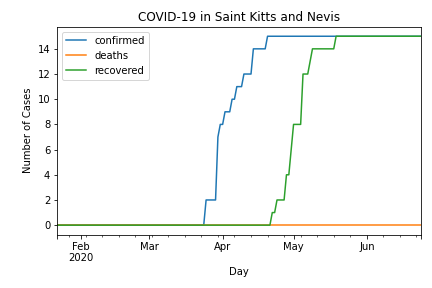 COVID-19 in Saint Kitts and Nevis
confirmed
deaths
recovered
Number of Cases
14
12
10
8
6
4
2
0
Feb Mar Apr May Jun
2020
Day